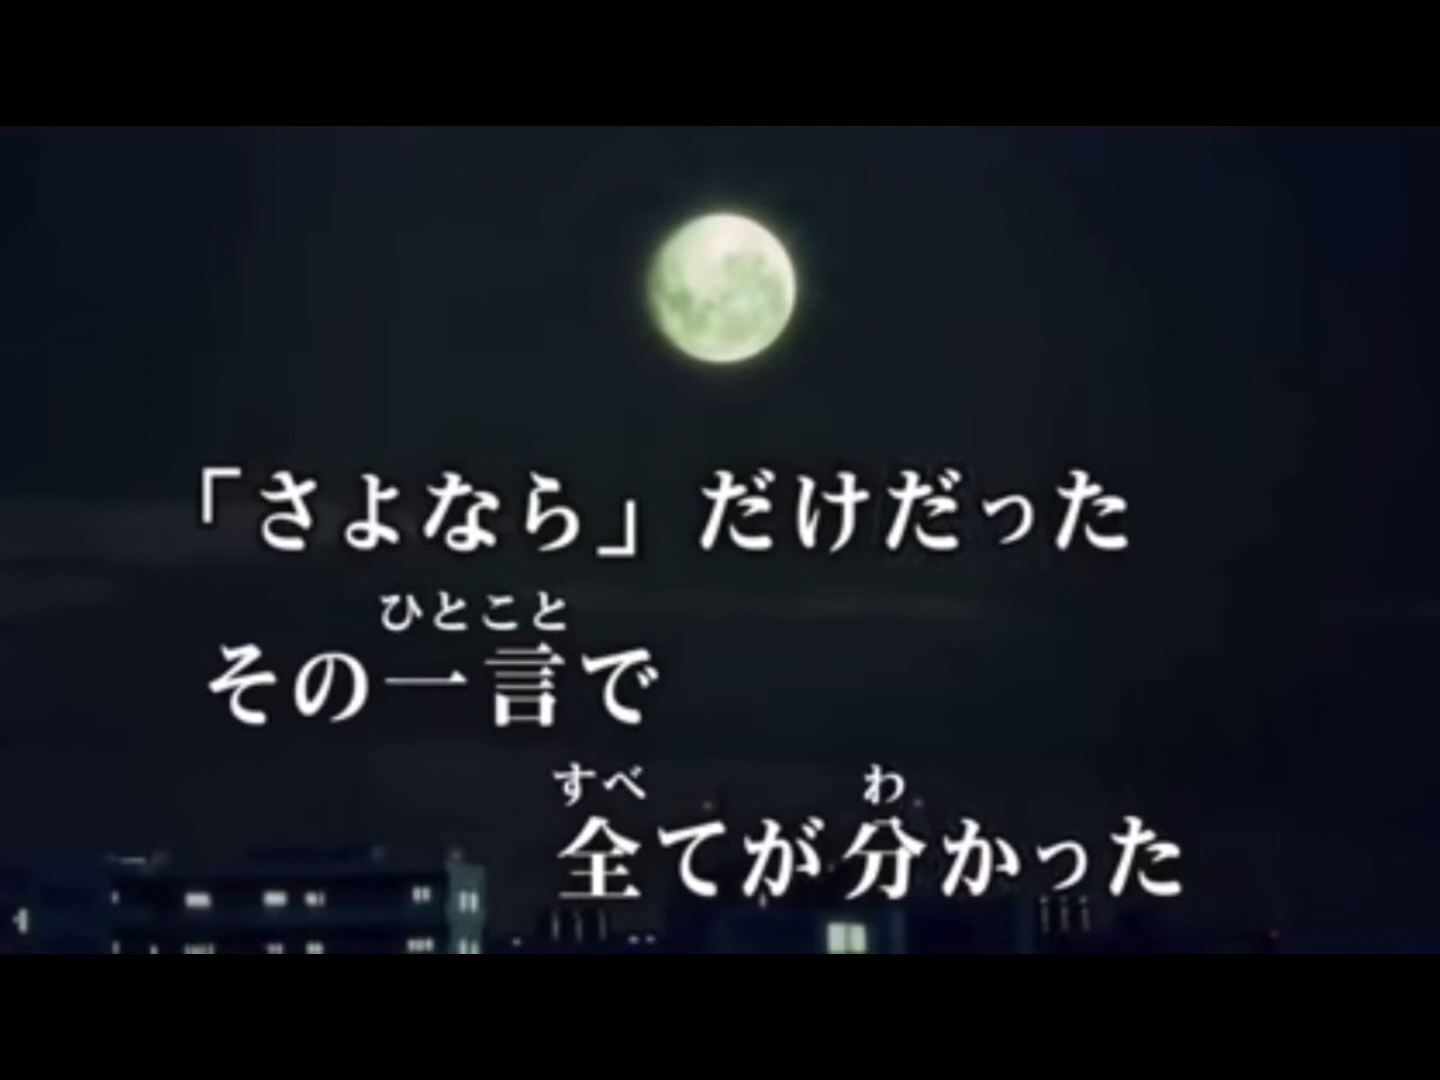 「さよなら」だけだった
ひとこと
その一言で
すべ わ
全てが分かった